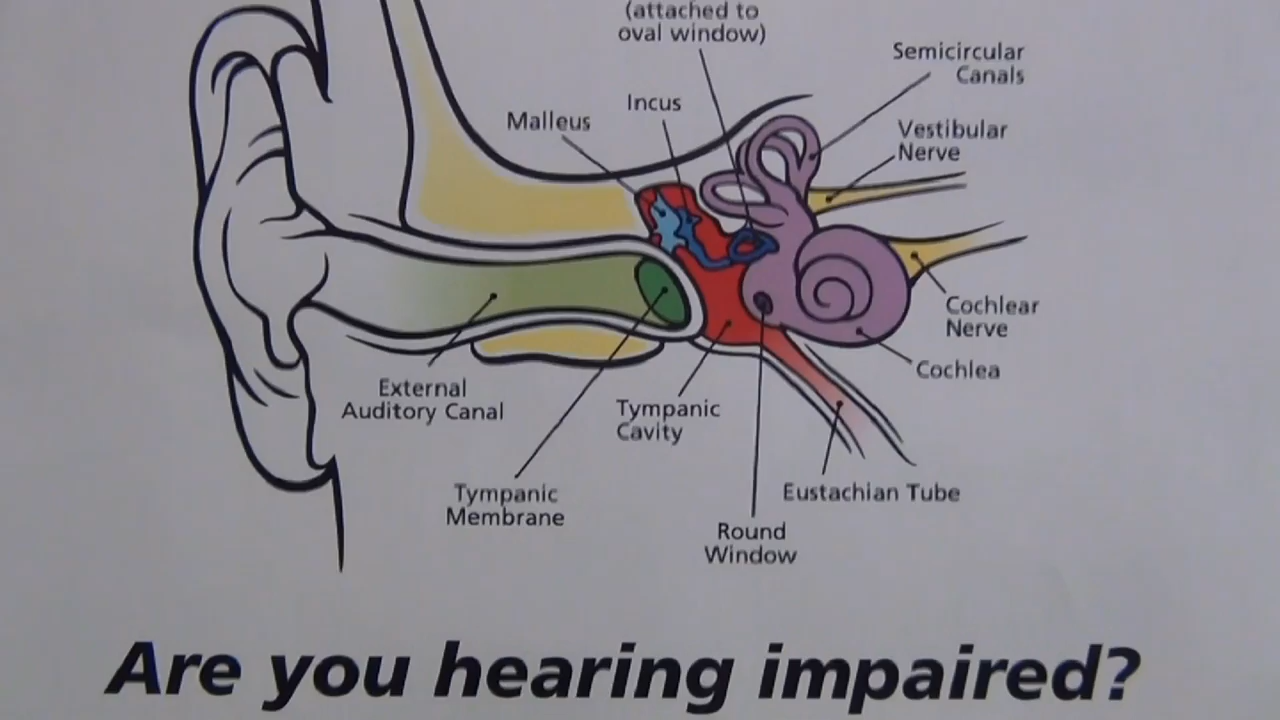 (attached to
oval window)
Semicircular
Canals
Incus
Malleus
Vestibular
Nerve
Cochlear
Nerve
Cochlea
External
Auditory Canal
Tympanic
Cavity
Tympanic
Membrane
Eustachian Tube
Round
Window
Are you hearing impaired?